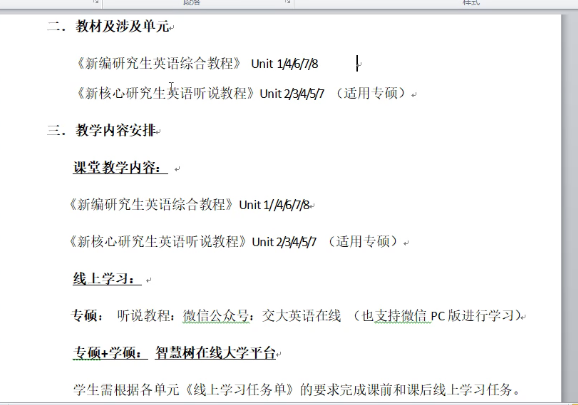 段落
样式
二．教材及涉及单元
《新编研究生英语综合教程》 Unit 1/4/6/7/8
《新核心研究生英语听说教程》Unit 2/3/4/5/7 （适用专硕）
三．教学内容安排
课堂教学内容：
《新编研究生英语综合教程》Unit 1//4/6/7/8
《新核心研究生英语听说教程》Unit 2/3/4/5/7 （适用专硕）
线上学习：
专硕： 听说教程：微信公众号：交大英语在线 （也支持微信 PC 版进行学习）
专硕+学硕： 智慧树在线大学平台
学生需根据各单元《线上学习任务单》的要求完成课前和课后线上学习任务。